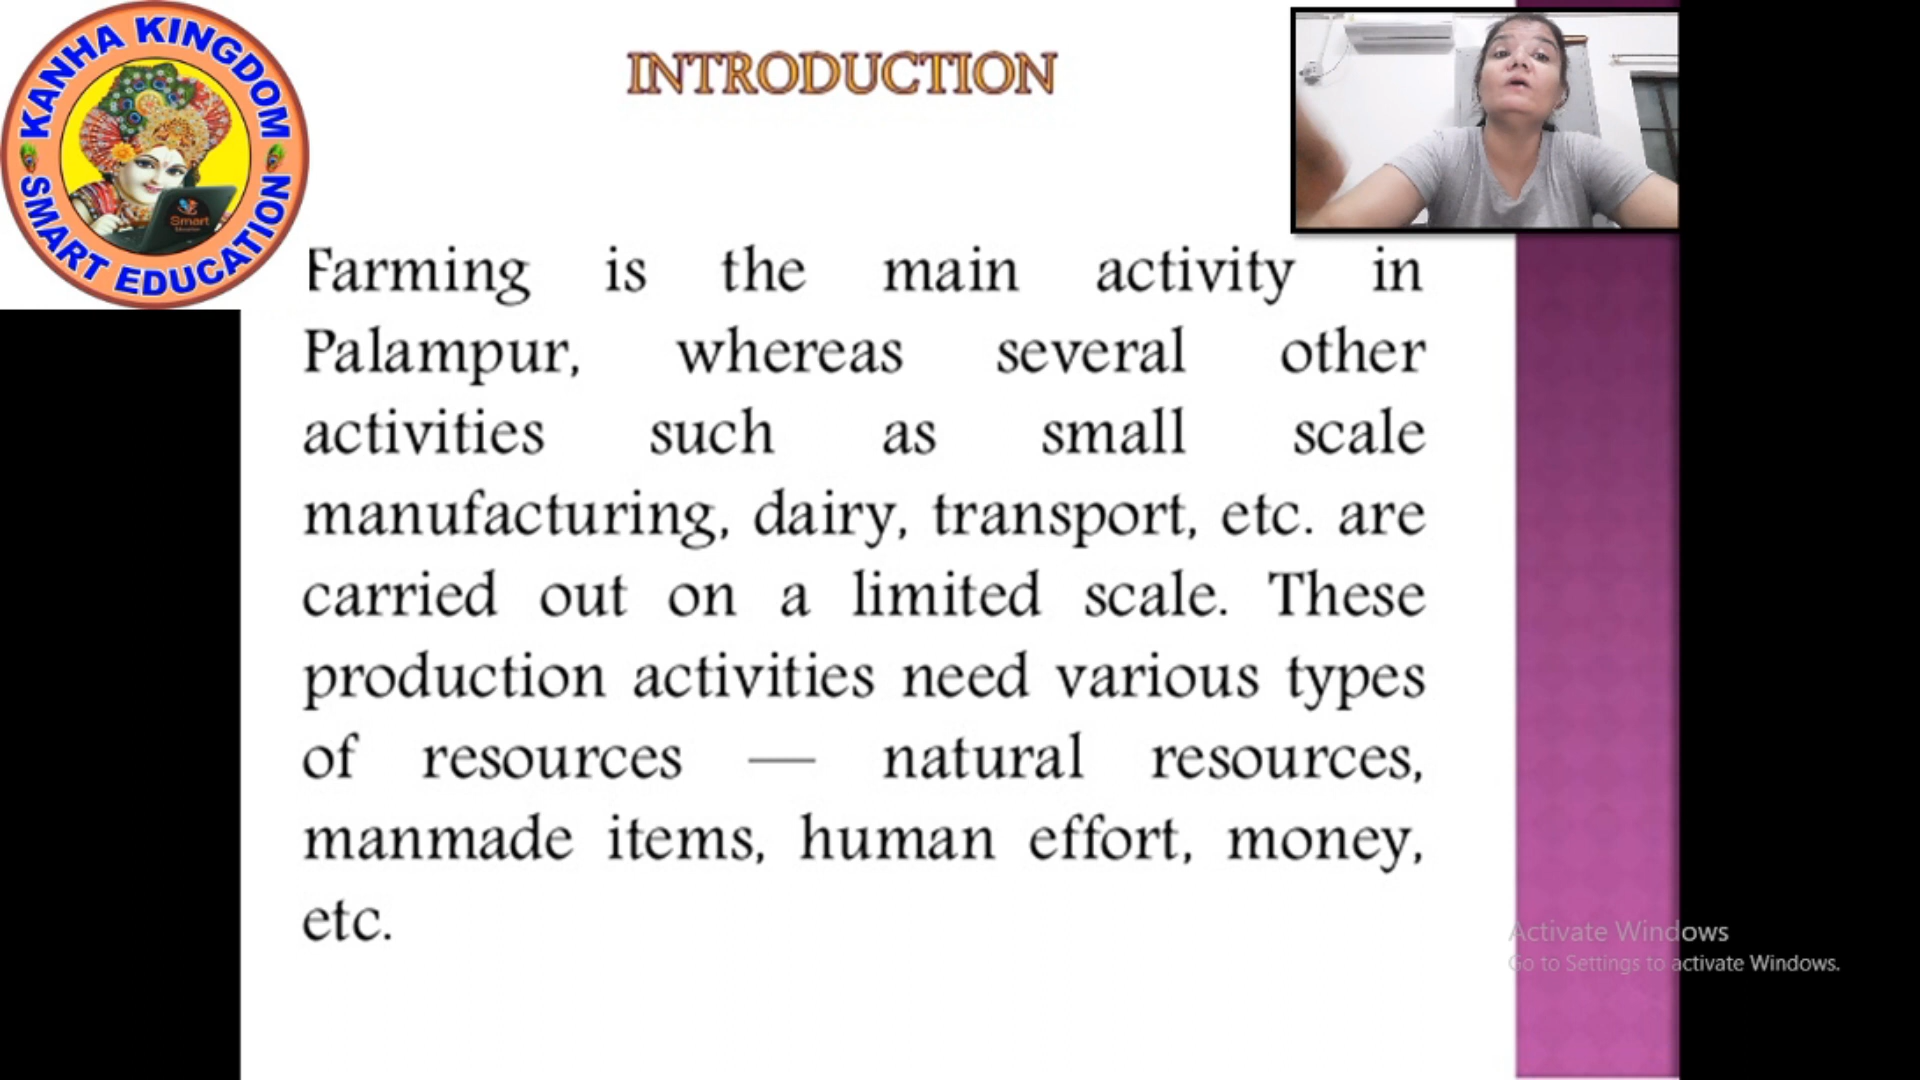 KANHA KINGDOM
SMART EDUCATION
Smart
INTRODUCTION
Farming is the main activity in
Palampur, whereas several other
activities such as small scale
manufacturing, dairy, transport, etc. are
carried out on a limited scale. These
production activities need various types
of resources — natural resources,
manmade items, human effort, money,
etc.
Activate Windows
Go to Settings to activate Windows.